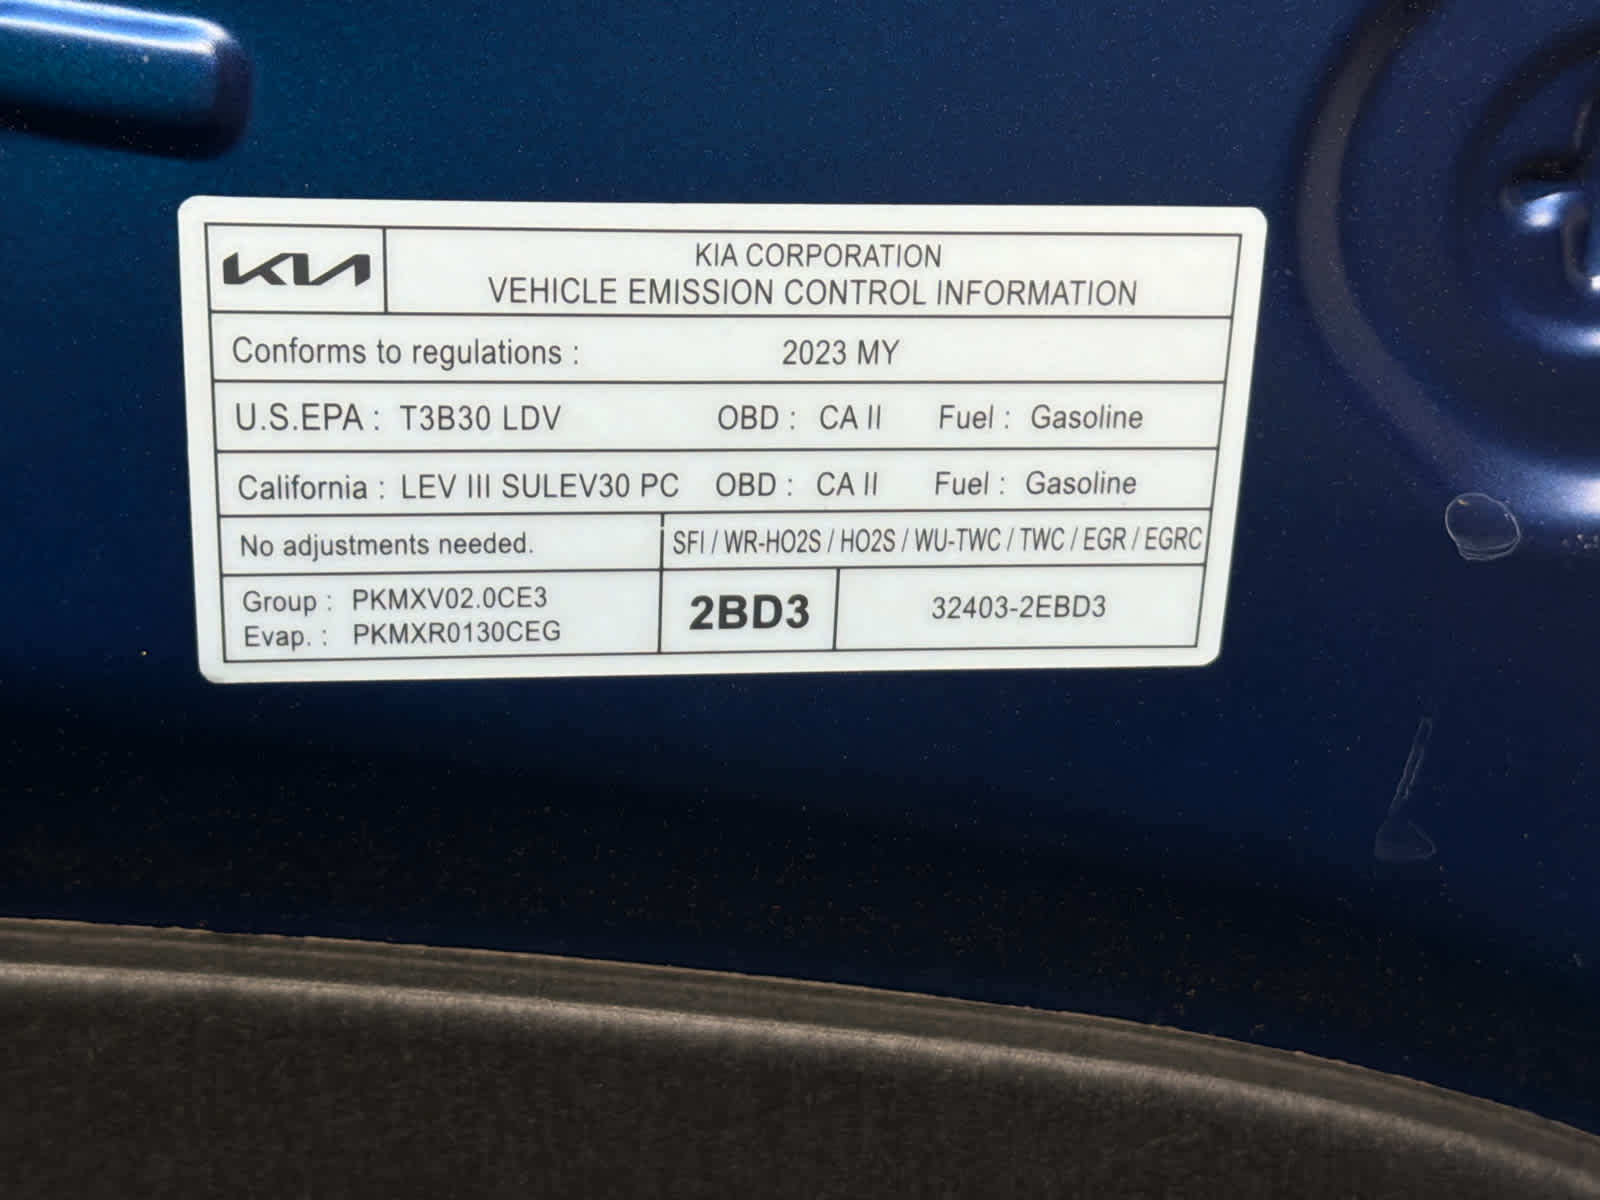 KIA
KIA CORPORATION
VEHICLE EMISSION CONTROL INFORMATION
Conforms to regulations : 2023 MY
U.S.EPA : T3B30 LDV OBD : CA II Fuel : Gasoline
California : LEV III SULEV30 PC OBD : CA II Fuel : Gasoline
No adjustments needed. SFI / WR-HO2S / HO2S / WU-TWC / TWC / EGR / EGRC
Group : PKMXV02.0CE3
Evap. : PKMXR0130CEG
2BD3
32403-2EBD3